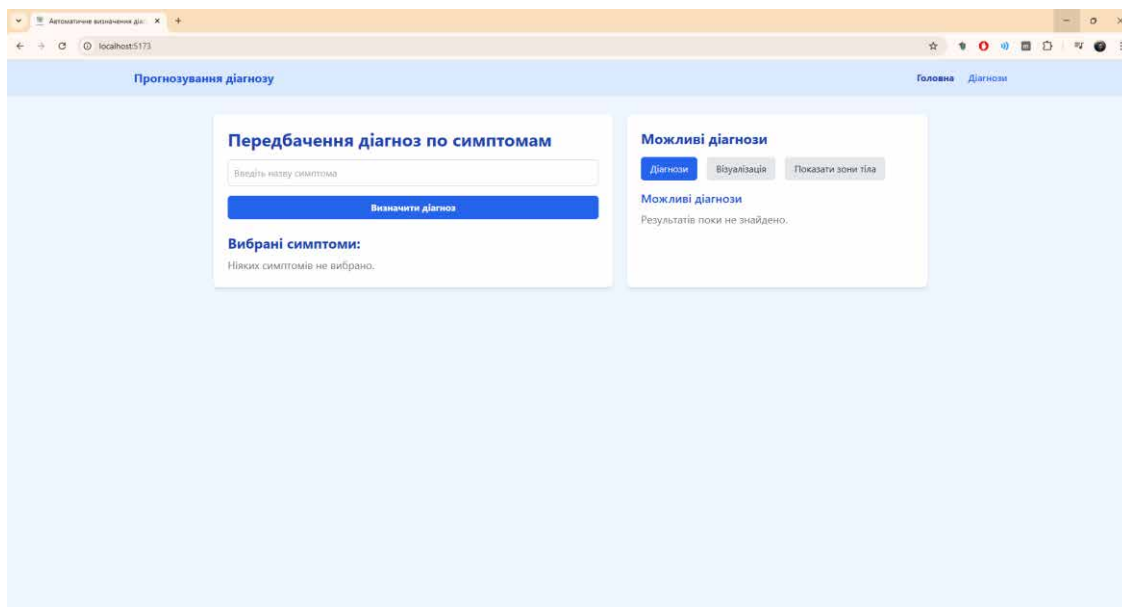 Автоматичне визначення діа
localhost:5173
Прогнозування діагнозу
Головна Діагнози
Передбачення діагноз по симптомам
Введіть назву симптома
Визначити діагноз
Вибрані симптоми:
Ніяких симптомів не вибрано.
Можливі діагнози
Діагнози Візуалізація Показати зони тіла
Можливі діагнози
Результатів поки не знайдено.